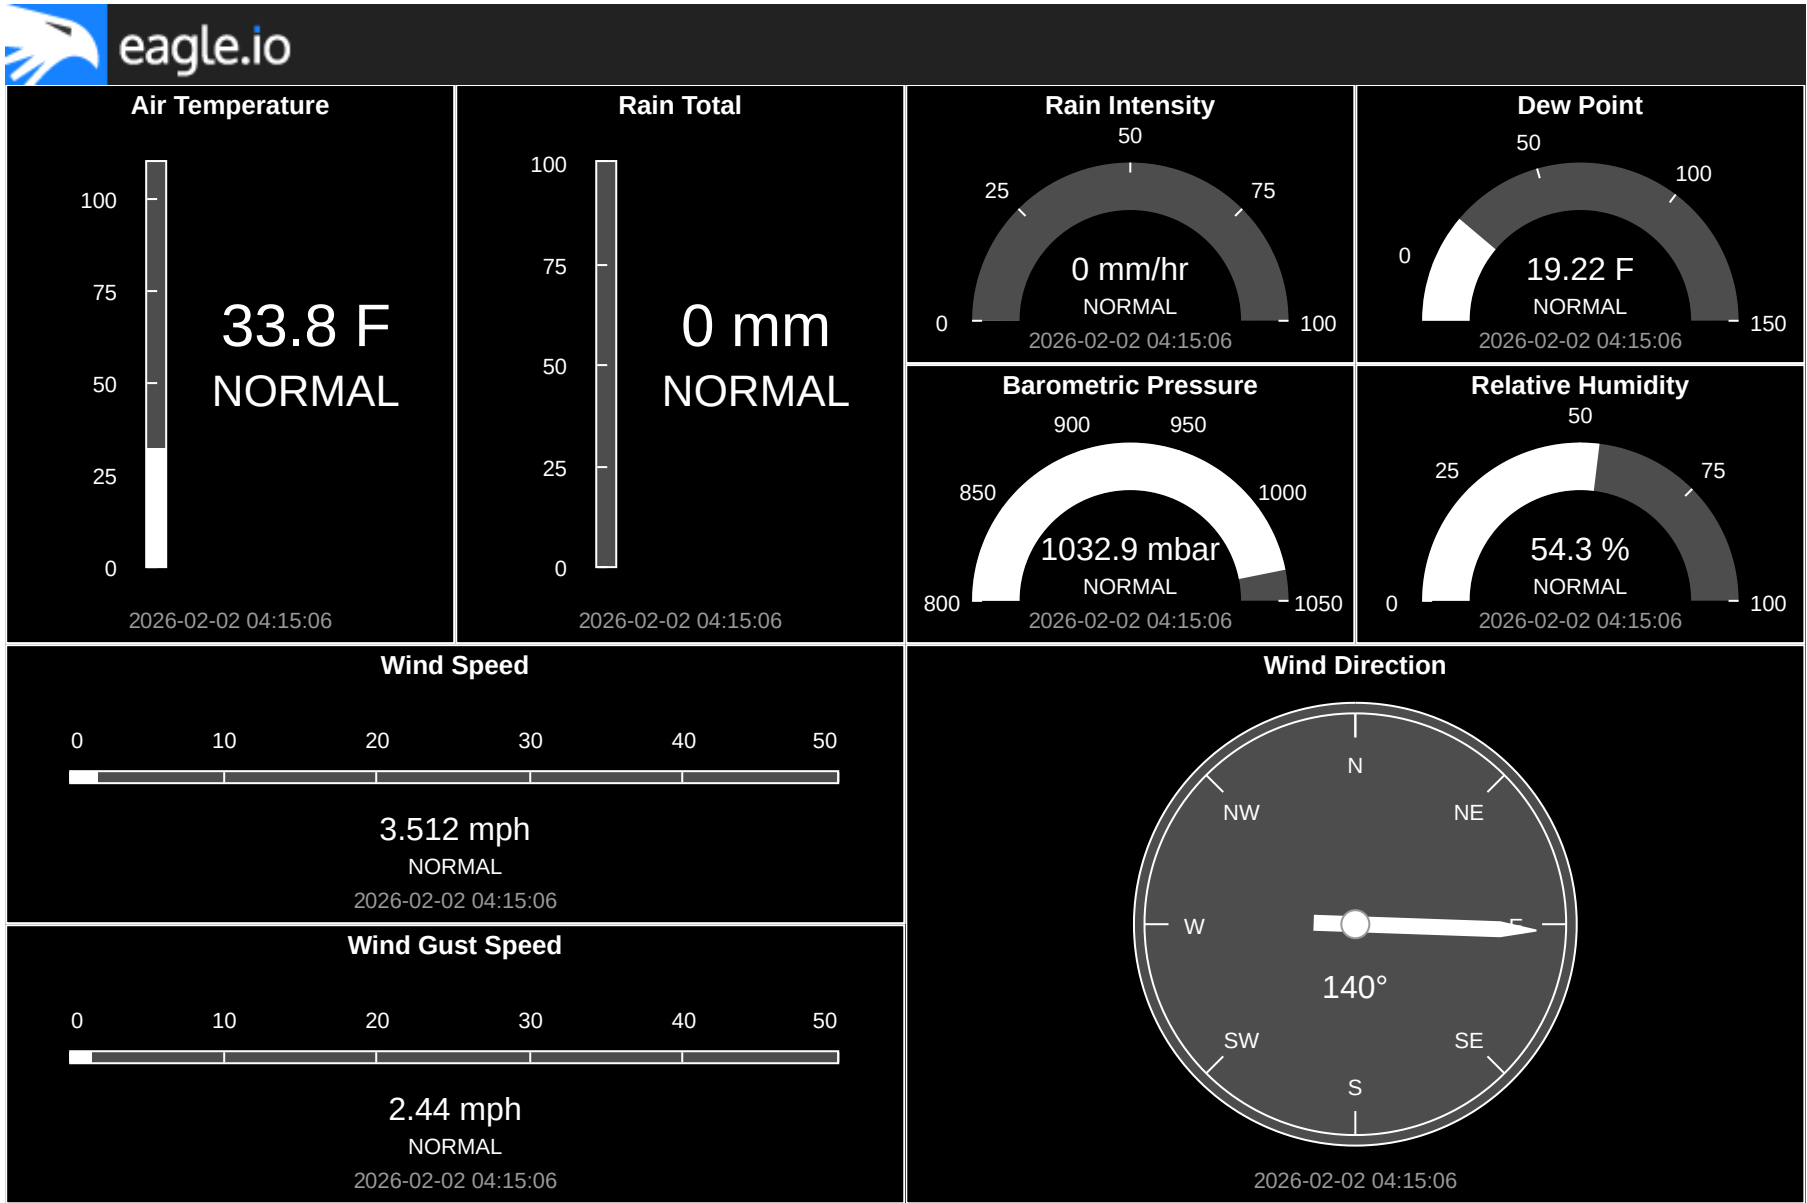 eagle.io
Air Temperature
100
75
50
25
0
33.8 F
NORMAL
2026-02-02 04:15:06
Rain Total
100
75
50
25
0
0 mm
NORMAL
2026-02-02 04:15:06
Rain Intensity
0
25
50
75
100
0 mm/hr
NORMAL
2026-02-02 04:15:06
Dew Point
0
50
100
150
19.22 F
NORMAL
2026-02-02 04:15:06
Barometric Pressure
800
850
900
950
1000
1050
1032.9 mbar
NORMAL
2026-02-02 04:15:06
Relative Humidity
0
25
50
75
100
54.3 %
NORMAL
2026-02-02 04:15:06
Wind Speed
0 10 20 30 40 50
3.512 mph
NORMAL
2026-02-02 04:15:06
Wind Gust Speed
0 10 20 30 40 50
2.44 mph
NORMAL
2026-02-02 04:15:06
Wind Direction
N
NW NE
W
140°
SW SE
S
2026-02-02 04:15:06